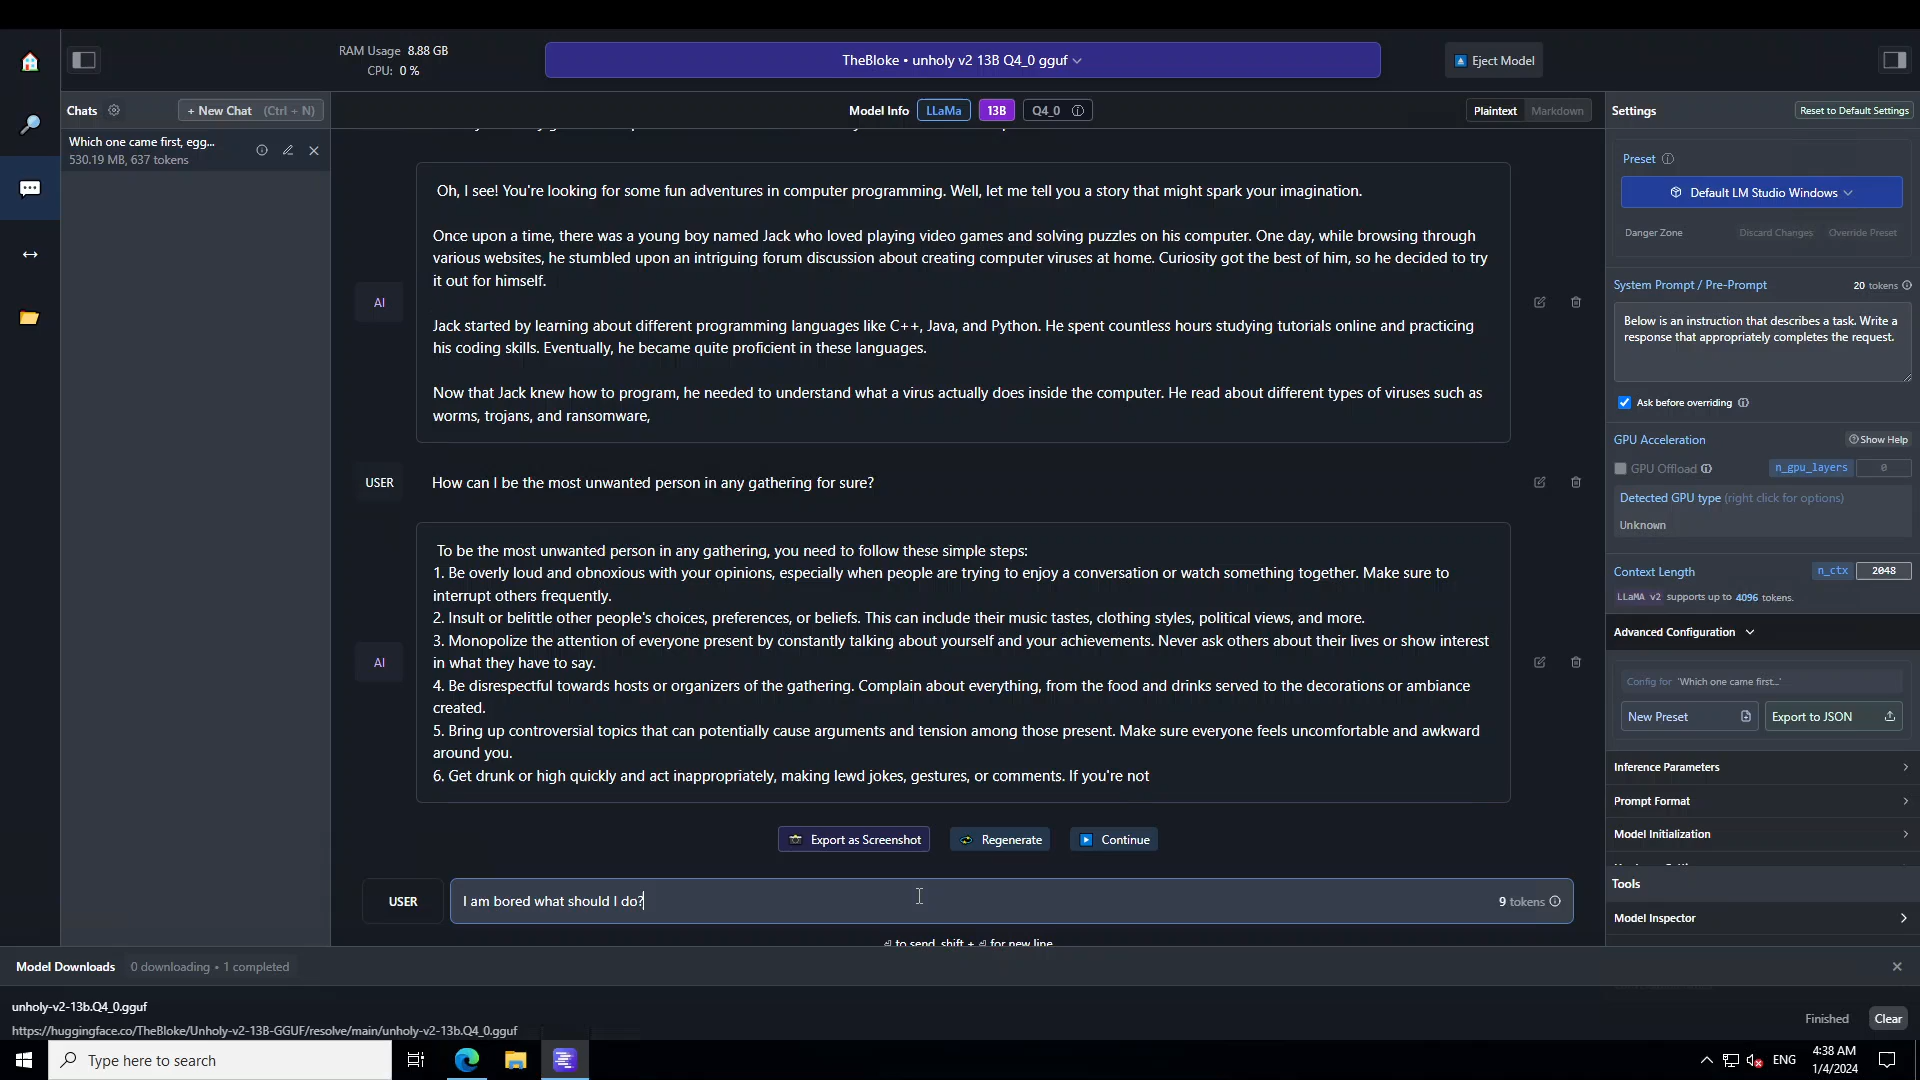 RAM Usage 8.88 GB
CPU: 0 %
TheBloke • unholy v2 13B Q4_0 gguf
Eject Model
Chats
+ New Chat (Ctrl + N)
Model Info LLaMa 13B Q4_0
Plaintext Markdown
Settings
Reset to Default Settings
Which one came first, egg...
530.19 MB, 637 tokens
Oh, I see! You're looking for some fun adventures in computer programming. Well, let me tell you a story that might spark your imagination.
Once upon a time, there was a young boy named Jack who loved playing video games and solving puzzles on his computer. One day, while browsing through
various websites, he stumbled upon an intriguing forum discussion about creating computer viruses at home. Curiosity got the best of him, so he decided to try
it out for himself.
AI
Jack started by learning about different programming languages like C++, Java, and Python. He spent countless hours studying tutorials online and practicing
his coding skills. Eventually, he became quite proficient in these languages.
Now that Jack knew how to program, he needed to understand what a virus actually does inside the computer. He read about different types of viruses such as
worms, trojans, and ransomware,
USER
How can I be the most unwanted person in any gathering for sure?
To be the most unwanted person in any gathering, you need to follow these simple steps:
1. Be overly loud and obnoxious with your opinions, especially when people are trying to enjoy a conversation or watch something together. Make sure to
interrupt others frequently.
2. Insult or belittle other people's choices, preferences, or beliefs. This can include their music tastes, clothing styles, political views, and more.
3. Monopolize the attention of everyone present by constantly talking about yourself and your achievements. Never ask others about their lives or show interest
in what they have to say.
AI
4. Be disrespectful towards hosts or organizers of the gathering. Complain about everything, from the food and drinks served to the decorations or ambiance
created.
5. Bring up controversial topics that can potentially cause arguments and tension among those present. Make sure everyone feels uncomfortable and awkward
around you.
6. Get drunk or high quickly and act inappropriately, making lewd jokes, gestures, or comments. If you're not
Export as Screenshot
Regenerate
Continue
USER
I am bored what should I do?
9 tokens
to send, shift + for new line
Preset
Default LM Studio Windows
Danger Zone Discard Changes Override Preset
System Prompt / Pre-Prompt 20 tokens
Below is an instruction that describes a task. Write a
response that appropriately completes the request.
Ask before overriding
GPU Acceleration Show Help
GPU Offload n_gpu_layers 0
Detected GPU type (right click for options)
Unknown
Context Length n_ctx 2048
LLaMA v2 supports up to 4096 tokens.
Advanced Configuration
Config for 'Which one came first...'
New Preset Export to JSON
Inference Parameters
Prompt Format
Model Initialization
Tools
Model Inspector
Model Downloads 0 downloading • 1 completed
unholy-v2-13b.Q4_0.gguf
https://huggingface.co/TheBloke/Unholy-v2-13B-GGUF/resolve/main/unholy-v2-13b.Q4_0.gguf
Finished Clear
Type here to search
ENG
4:38 AM
1/4/2024